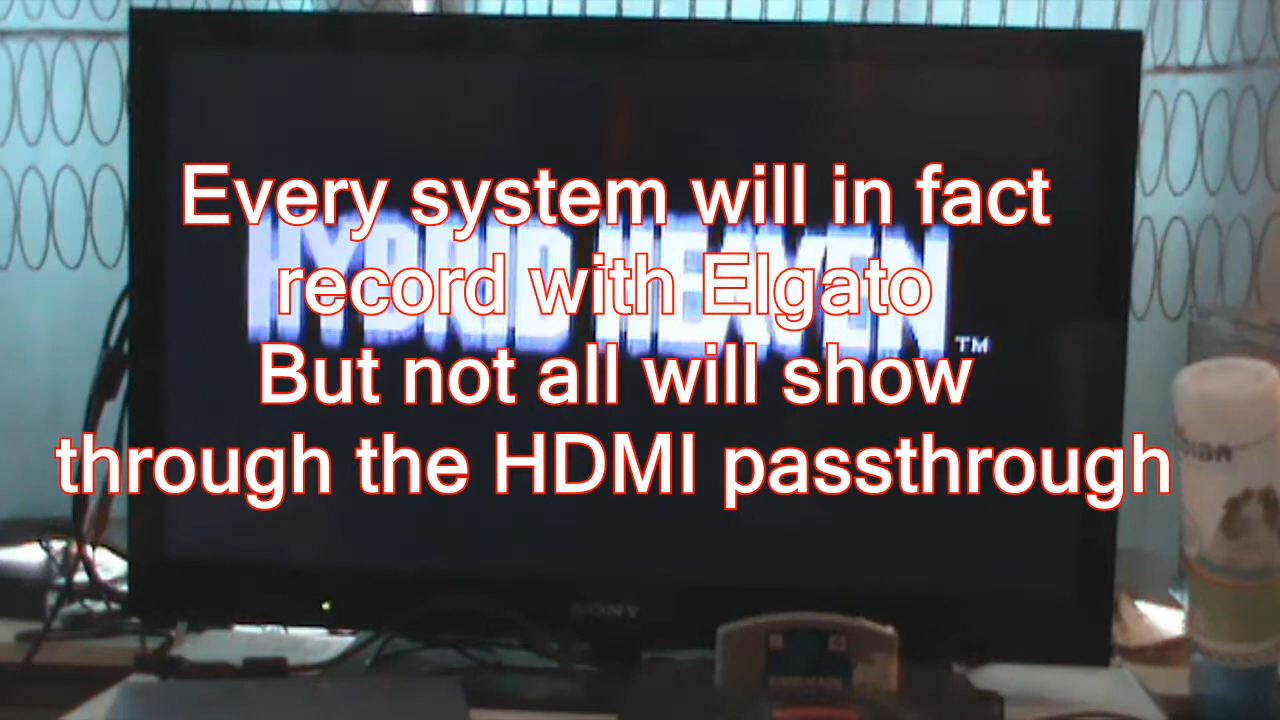 Every system will in fact
HYBRID HEAVEN™
record with Elgato
But not all will show
through the HDMI passthrough
SONY